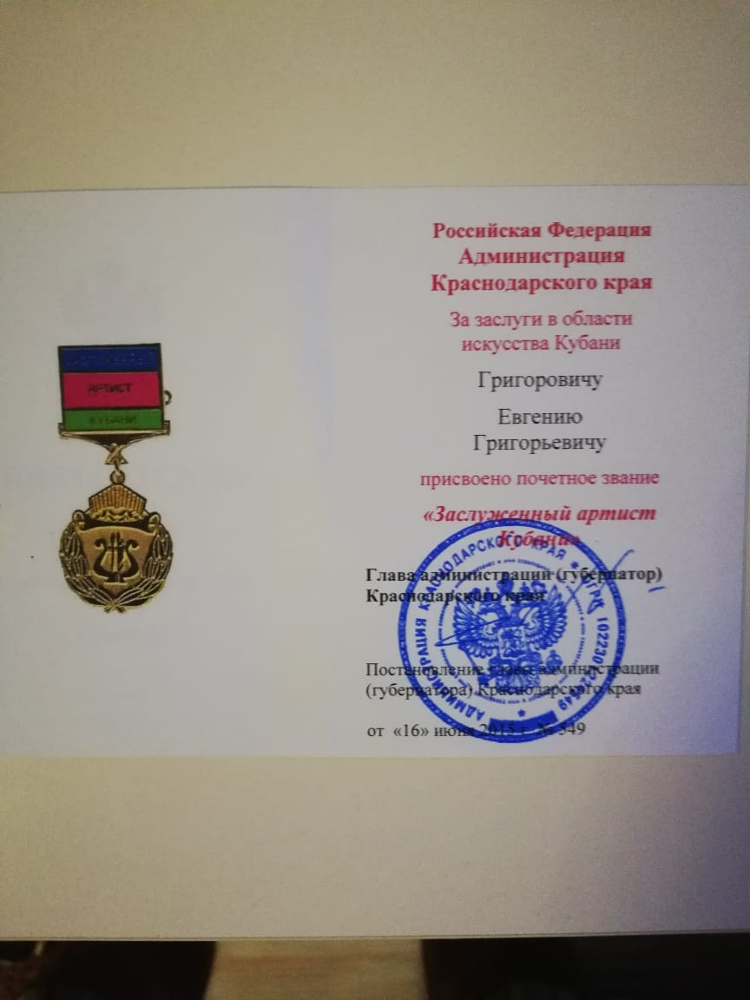 АРТИСТ
КУБАНИ
Российская Федерация
Администрация
Краснодарского края
За заслуги в области
искусства Кубани
Григоровичу
Евгению
Григорьевичу
присвоено почетное звание
«Заслуженный артист
Кубани»
Глава администрации (губернатор)
Краснодарского края
АДМИНИСТРАЦИЯ КРАСНОДАРСКОГО КРАЯ * ОГРН
Постановление главы администрации
(губернатора) Краснодарского края
от «16» июня 2015 г. № 549